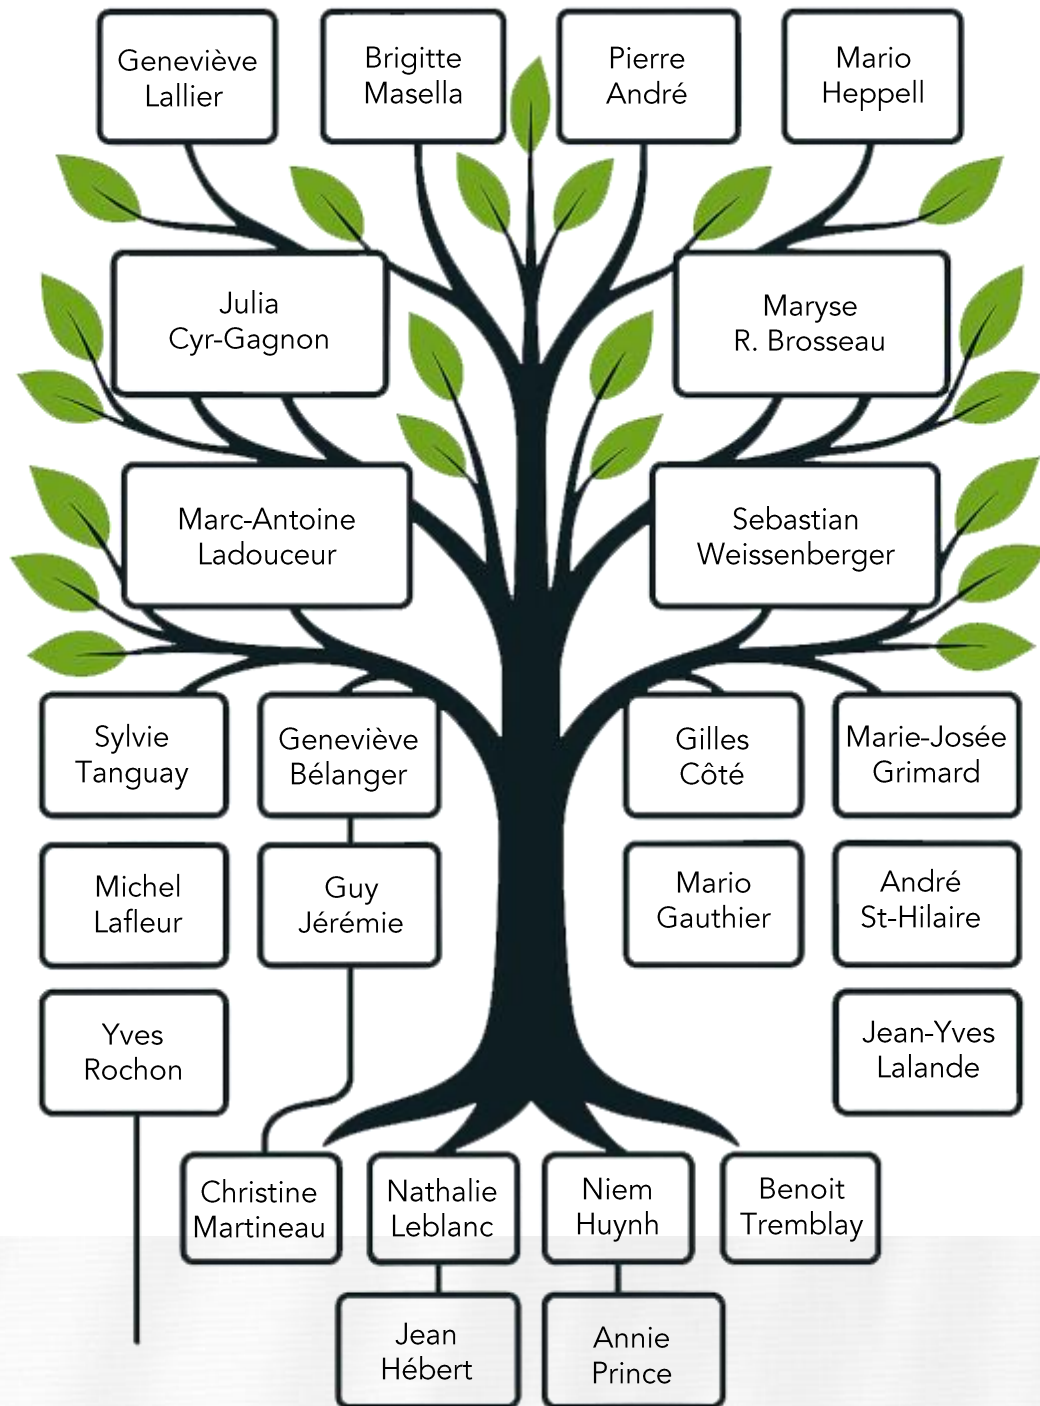 Geneviève
Lallier
Brigitte
Masella
Pierre
André
Mario
Heppell
Julia
Cyr-Gagnon
Maryse
R. Brosseau
Marc-Antoine
Ladouceur
Sebastian
Weissenberger
Sylvie
Tanguay
Geneviève
Bélanger
Gilles
Côté
Marie-Josée
Grimard
Michel
Lafleur
Guy
Jérémie
Mario
Gauthier
André
St-Hilaire
Yves
Rochon
Jean-Yves
Lalande
Christine
Martineau
Nathalie
Leblanc
Niem
Huynh
Benoit
Tremblay
Jean
Hébert
Annie
Prince